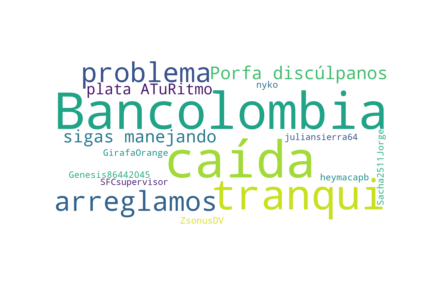 problema Porfa discúlpanos
plata ATuRitmo nyko
Bancolombia
sigas manejando juliansierra64
GirafaOrange caída
Genesis86442045 heymacapb
SFCsupervisor Sacha2511Jorge
arreglamos tranqui
ZsonusDV